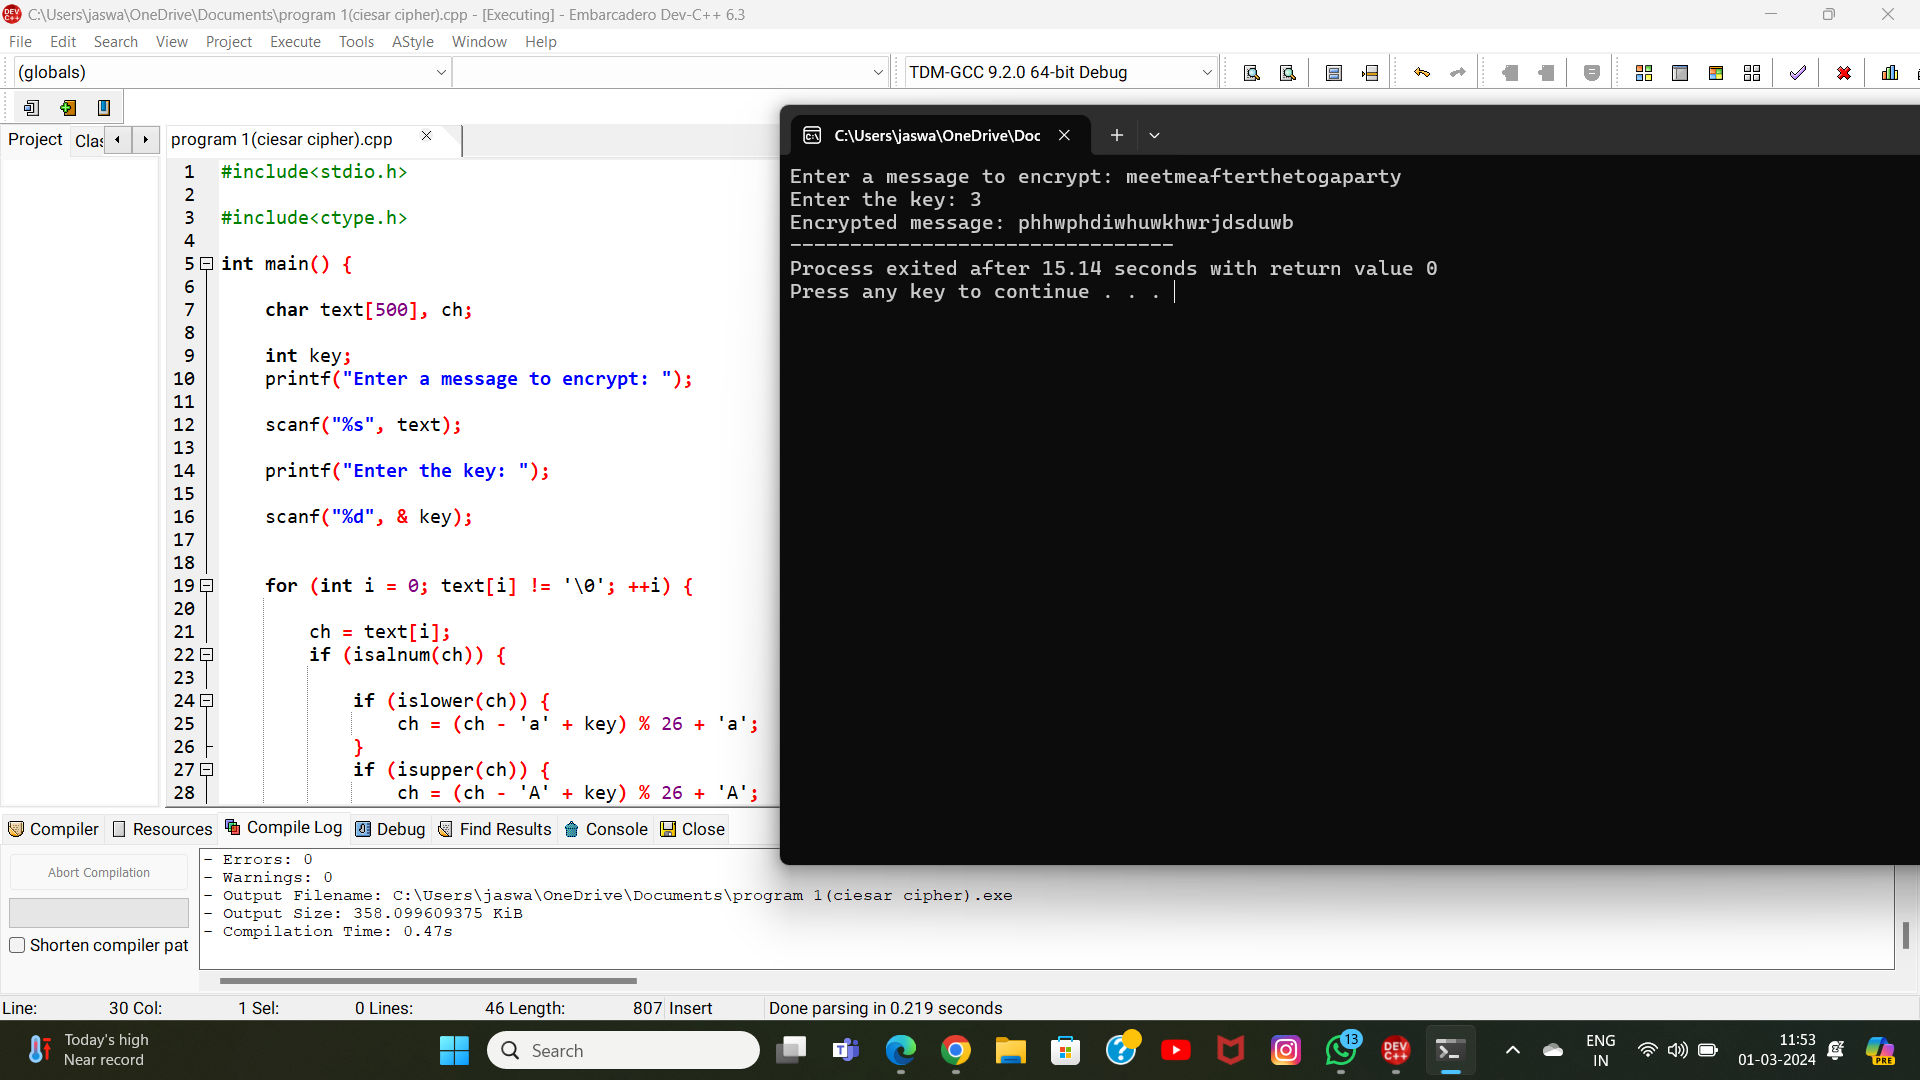 C:\Users\jaswa\OneDrive\Documents\program 1(ciesar cipher).cpp - [Executing] - Embarcadero Dev-C++ 6.3
File Edit Search View Project Execute Tools AStyle Window Help
(globals)
TDM-GCC 9.2.0 64-bit Debug
Project Clas
program 1(ciesar cipher).cpp
1 #include<stdio.h>
2
3 #include<ctype.h>
4
5 int main() {
6
7 char text[500], ch;
8
9 int key;
10 printf("Enter a message to encrypt: ");
11
12 scanf("%s", text);
13
14 printf("Enter the key: ");
15
16 scanf("%d", & key);
17
18
19 for (int i = 0; text[i] != '\0'; ++i) {
20
21 ch = text[i];
22 if (isalnum(ch)) {
23
24 if (islower(ch)) {
25 ch = (ch - 'a' + key) % 26 + 'a';
26 }
27 if (isupper(ch)) {
28 ch = (ch - 'A' + key) % 26 + 'A';
C:\Users\jaswa\OneDrive\Doc
Enter a message to encrypt: meetmeafterthetogaparty
Enter the key: 3
Encrypted message: phhwphdiwhuwkhwrjdsduwb
--------------------------------
Process exited after 15.14 seconds with return value 0
Press any key to continue . . .
Compiler Resources Compile Log Debug Find Results Console Close
Abort Compilation
Shorten compiler pat
- Errors: 0
- Warnings: 0
- Output Filename: C:\Users\jaswa\OneDrive\Documents\program 1(ciesar cipher).exe
- Output Size: 358.099609375 KiB
- Compilation Time: 0.47s
Line: 30 Col: 1 Sel: 0 Lines: 46 Length: 807 Insert Done parsing in 0.219 seconds
Today's high
Near record
Search
13
DEV C++
ENG
IN
11:53
01-03-2024
PRE